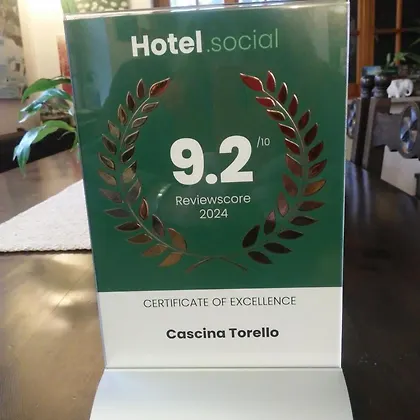 Hotel.social
9.2/10
Reviewscore
2024
CERTIFICATE OF EXCELLENCE
Cascina Torello